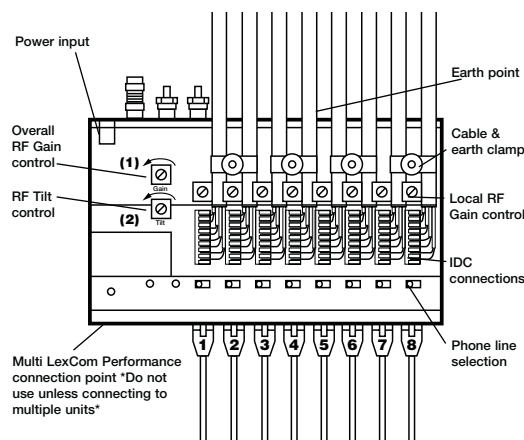 Power input
Earth point
Overall
RF Gain
control
(1)
Gain
Cable &
earth clamp
RF Tilt
control
(2)
Tilt
Local RF
Gain control
IDC
connections
1 2 3 4 5 6 7 8
Phone line
selection
Multi LexCom Performance
connection point *Do not
use unless connecting to
multiple units*